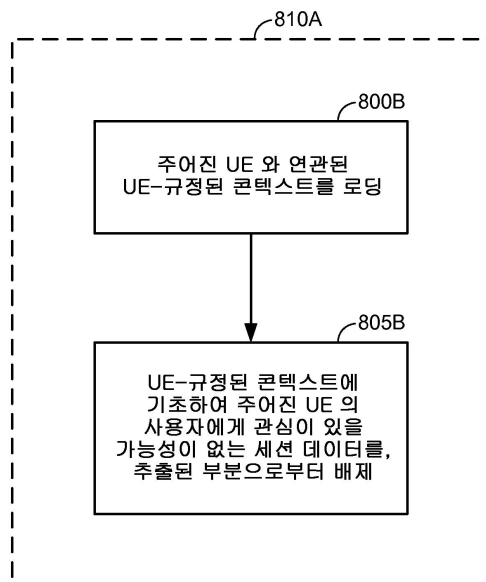 810A
800B
주어진 UE 와 연관된
UE-규정된 콘텍스트를 로딩
805B
UE-규정된 콘텍스트에
기초하여 주어진 UE 의
사용자에게 관심이 있을
가능성이 없는 세션 데이터를,
추출된 부분으로부터 배제